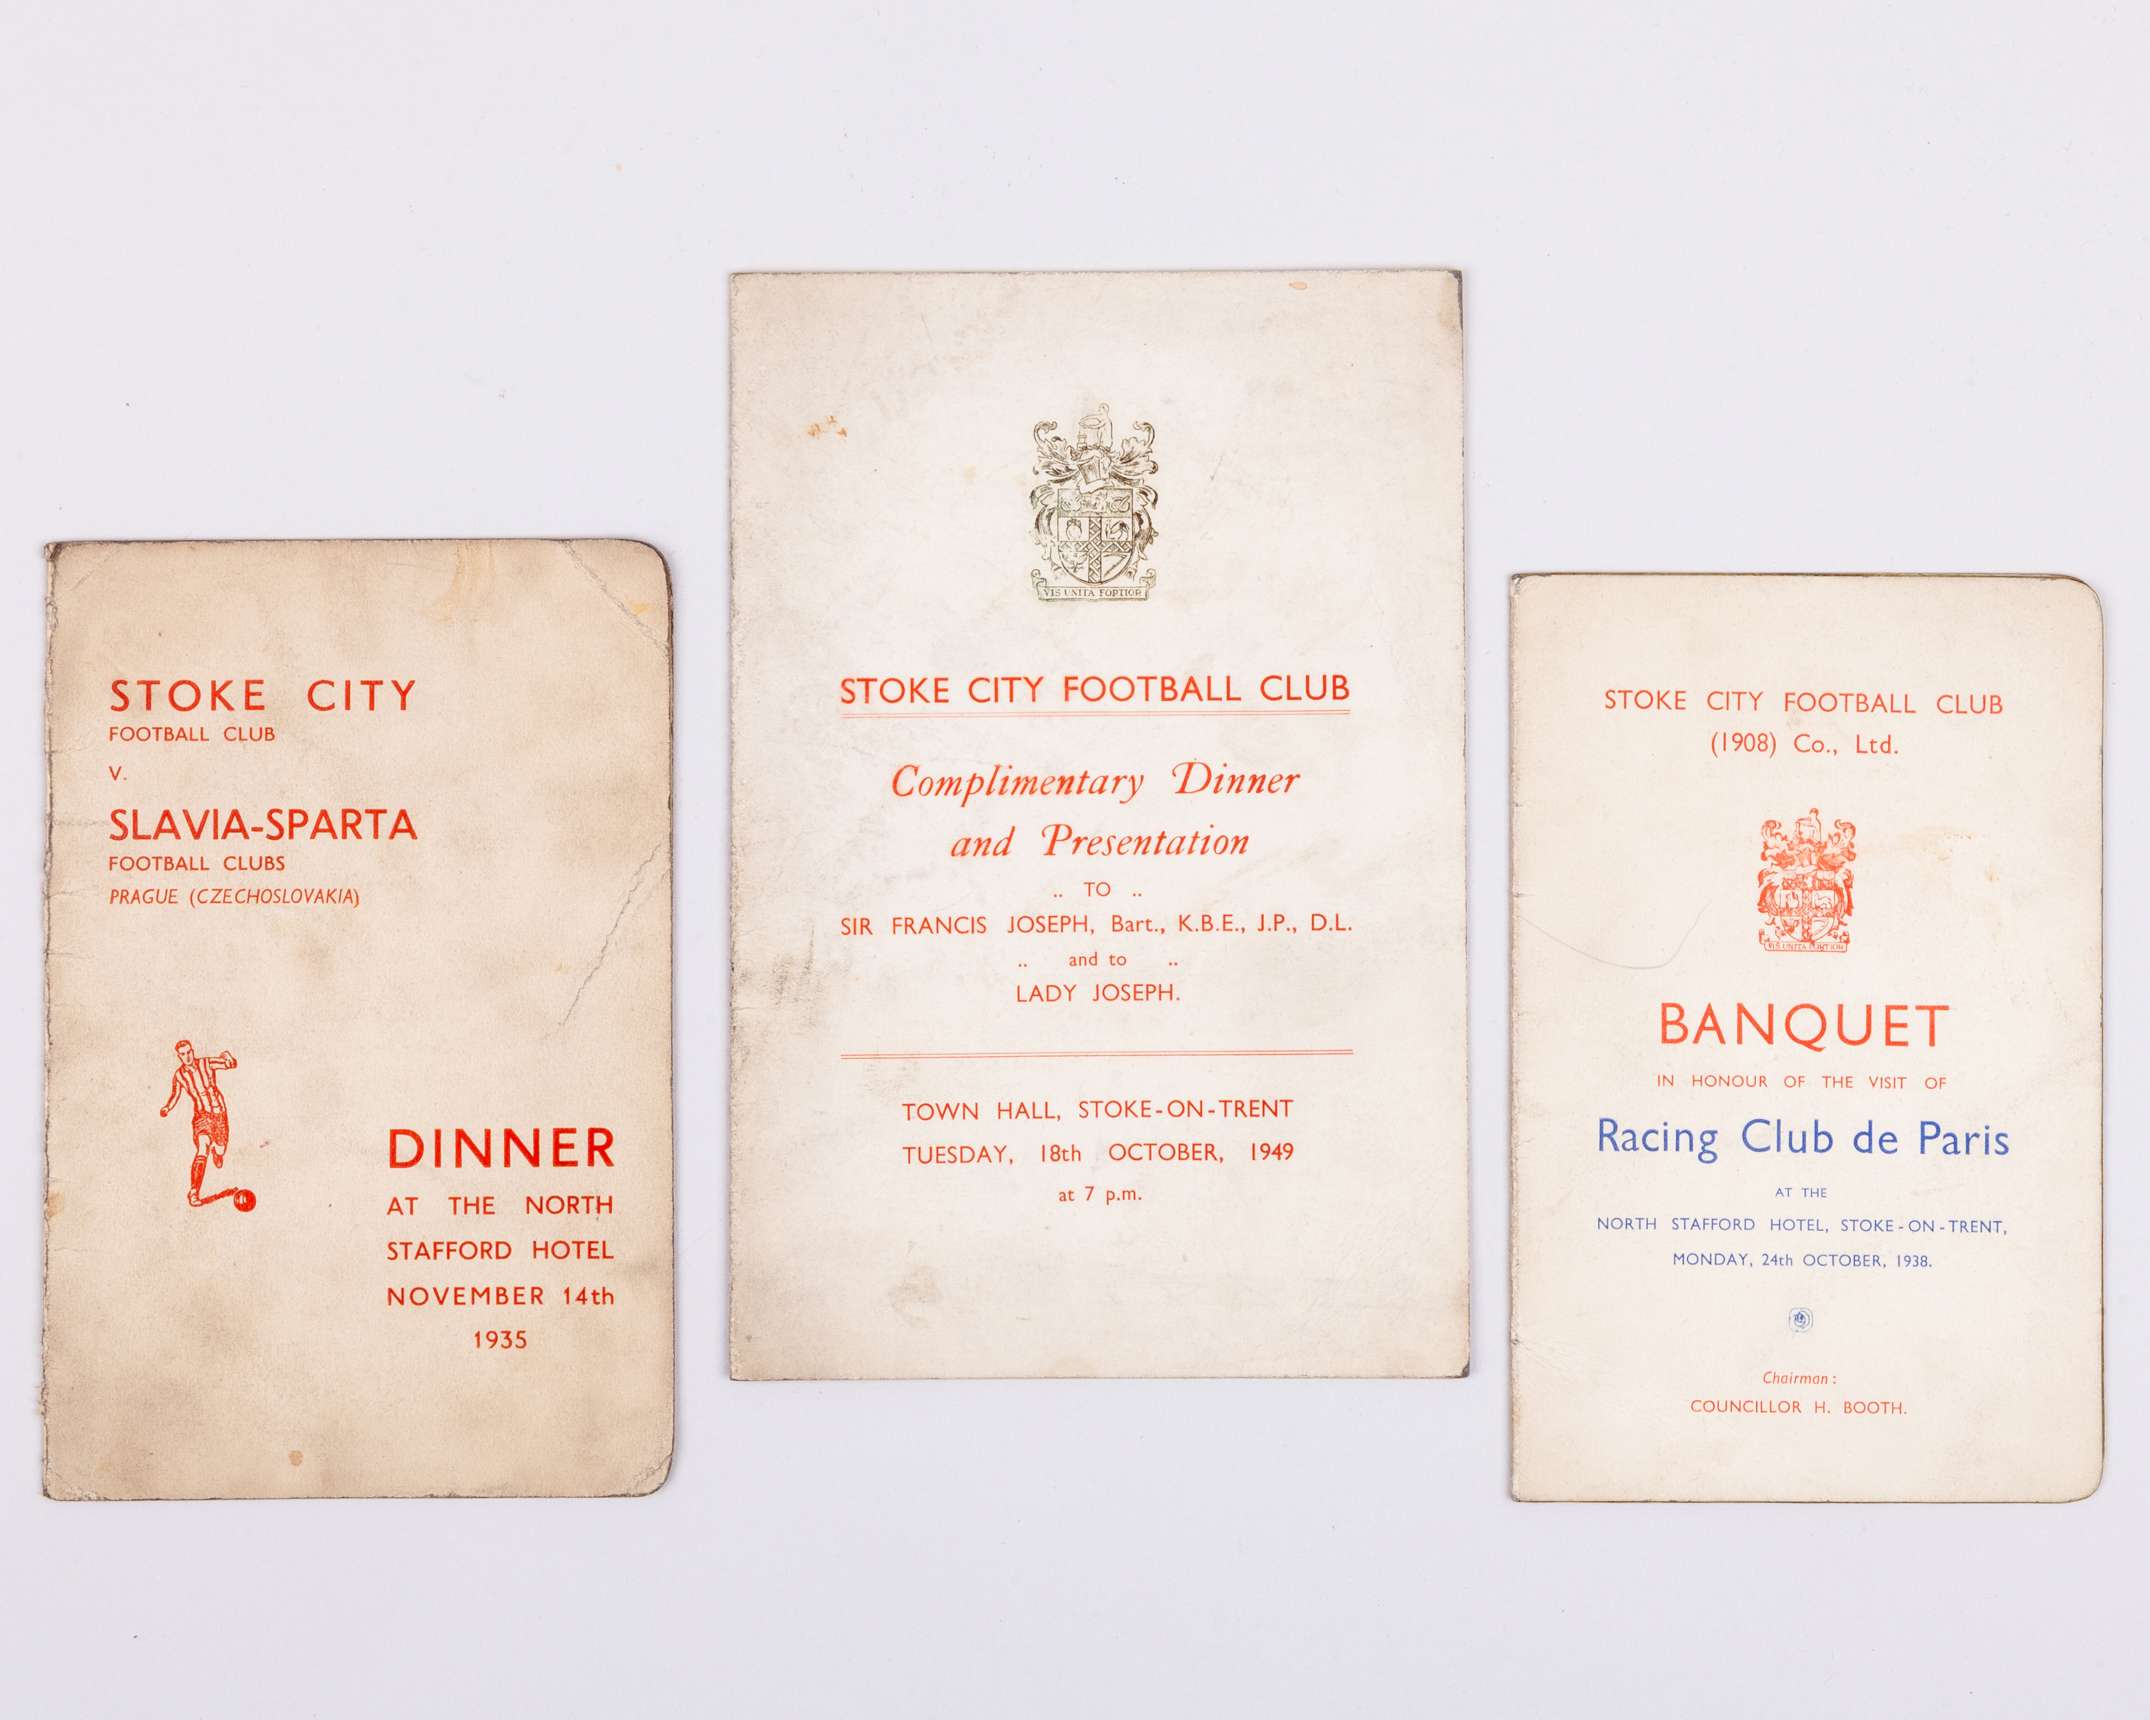 STOKE CITY
FOOTBALL CLUB
V.
SLAVIA-SPARTA
FOOTBALL CLUBS
PRAGUE (CZECHOSLOVAKIA)
DINNER
AT THE NORTH
STAFFORD HOTEL
NOVEMBER 14th
1935
VIS UNITA FORTIOR
STOKE CITY FOOTBALL CLUB
Complimentary Dinner
and Presentation
.. TO ..
SIR FRANCIS JOSEPH, Bart., K.B.E., J.P., D.L.
.. and to ..
LADY JOSEPH.
TOWN HALL, STOKE-ON-TRENT
TUESDAY, 18th OCTOBER, 1949
at 7 p.m.
STOKE CITY FOOTBALL CLUB
(1908) Co., Ltd.
VIS UNITA FORTIOR
BANQUET
IN HONOUR OF THE VISIT OF
Racing Club de Paris
AT THE
NORTH STAFFORD HOTEL, STOKE-ON-TRENT,
MONDAY, 24th OCTOBER, 1938.
Chairman:
COUNCILLOR H. BOOTH.